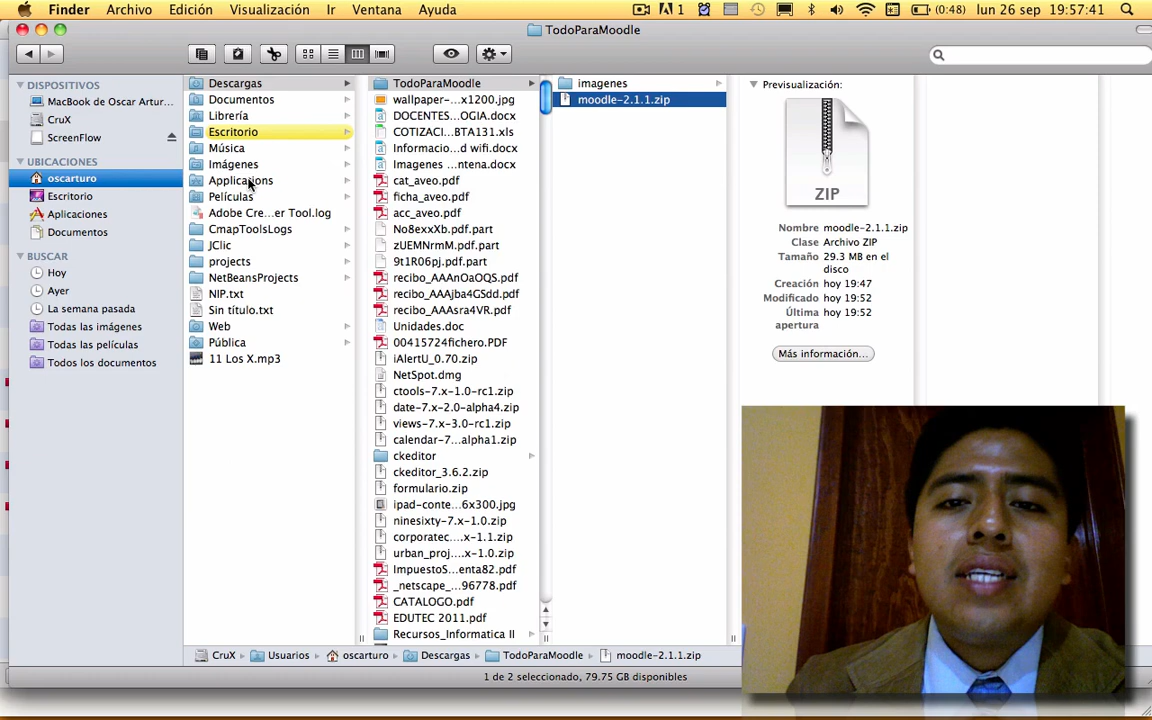 Finder Archivo Edición Visualización Ir Ventana Ayuda
A 1 (0:48) lun 26 sep 19:57:41
TodoParaMoodle
DISPOSITIVOS
MacBook de Oscar Artur...
CruX
ScreenFlow
UBICACIONES
oscarturo
Escritorio
Aplicaciones
Documentos
BUSCAR
Hoy
Ayer
La semana pasada
Todas las imágenes
Todas las películas
Todos los documentos
Descargas
Documentos
Librería
Escritorio
Música
Imágenes
Applications
Películas
Adobe Cre...er Tool.log
CmapToolsLogs
JClic
projects
NetBeansProjects
NIP.txt
Sin título.txt
Web
Pública
11 Los X.mp3
TodoParaMoodle
wallpaper-...x1200.jpg
DOCENTES...OGIA.docx
COTIZACI...BTA131.xls
Informacio...d wifi.docx
Imagenes ...ntena.docx
cat_aveo.pdf
ficha_aveo.pdf
acc_aveo.pdf
No8exxXb.pdf.part
zUEMNrmM.pdf.part
9t1R06pj.pdf.part
recibo_AAAnOaOQS.pdf
recibo_AAAjba4GSdd.pdf
recibo_AAAsra4VR.pdf
Unidades.doc
00415724fichero.PDF
iAlertU_0.70.zip
NetSpot.dmg
ctools-7.x-1.0-rc1.zip
date-7.x-2.0-alpha4.zip
views-7.x-3.0-rc1.zip
calendar-7....alpha1.zip
ckeditor
ckeditor_3.6.2.zip
formulario.zip
ipad-conte...6x300.jpg
ninesixty-7.x-1.0.zip
corporatec...x-1.1.zip
urban_proj....x-1.0.zip
ImpuestoS...enta82.pdf
_netscape_...96778.pdf
CATALOGO.pdf
EDUTEC 2011.pdf
Recursos_Informatica II
imagenes
moodle-2.1.1.zip
Previsualización:
ZIP
Nombre moodle-2.1.1.zip
Clase Archivo ZIP
Tamaño 29.3 MB en el
disco
Creación hoy 19:47
Modificado hoy 19:52
Última hoy 19:52
apertura
Más información...
CruX Usuarios oscarturo Descargas TodoParaMoodle moodle-2.1.1.zip
1 de 2 seleccionado, 79.75 GB disponibles